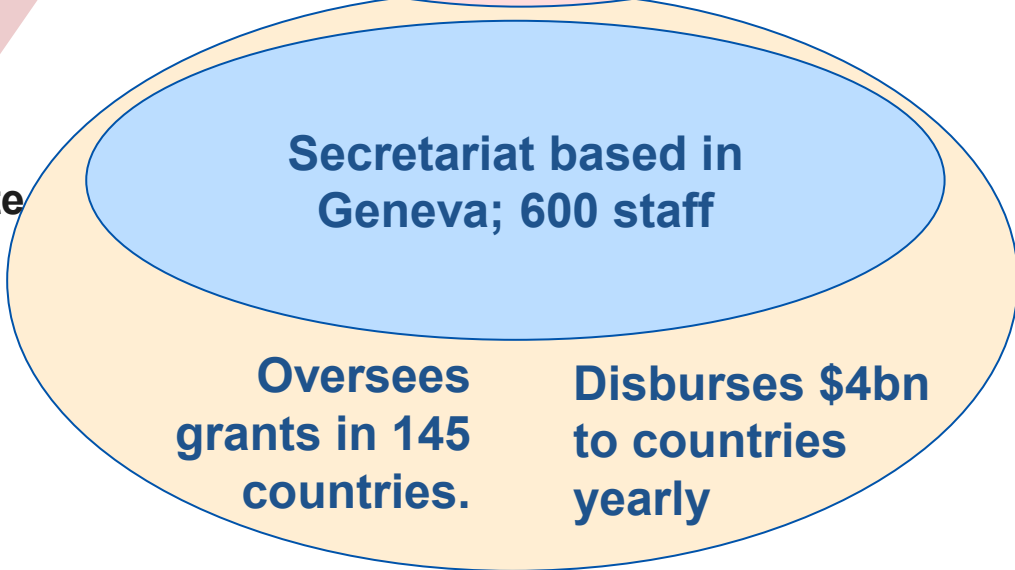 Secretariat based in
Geneva; 600 staff
Oversees
grants in 145
countries.
Disburses $4bn
to countries
yearly